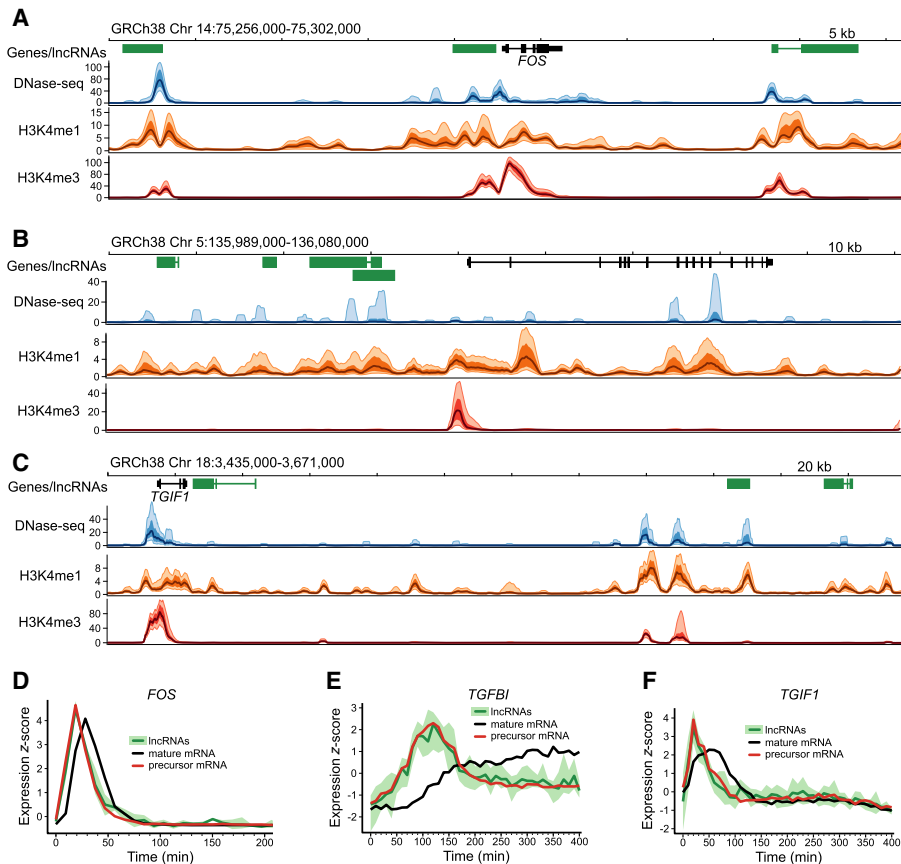 A
GRCh38 Chr 14:75,256,000-75,302,000
5 kb
Genes/lncRNAs
FOS
DNase-seq
100
80
60
40
20
0
H3K4me1
15
10
5
0
H3K4me3
100
80
40
0
B
GRCh38 Chr 5:135,989,000-136,080,000
10 kb
Genes/lncRNAs
DNase-seq
40
20
0
H3K4me1
8
4
0
H3K4me3
40
20
0
C
GRCh38 Chr 18:3,435,000-3,671,000
20 kb
Genes/lncRNAs
TGIF1
DNase-seq
40
20
0
H3K4me1
8
4
0
H3K4me3
80
40
0
D
FOS
Expression z-score
4
3
2
1
0
lncRNAs
mature mRNA
precursor mRNA
0 50 100 150 200
Time (min)
E
TGFBI
Expression z-score
3
2
1
0
-1
-2
lncRNAs
mature mRNA
precursor mRNA
0 50 100 150 200 250 300 350 400
Time (min)
F
TGIF1
Expression z-score
4
2
0
-2
lncRNAs
mature mRNA
precursor mRNA
0 50 100 150 200 250 300 350 400
Time (min)